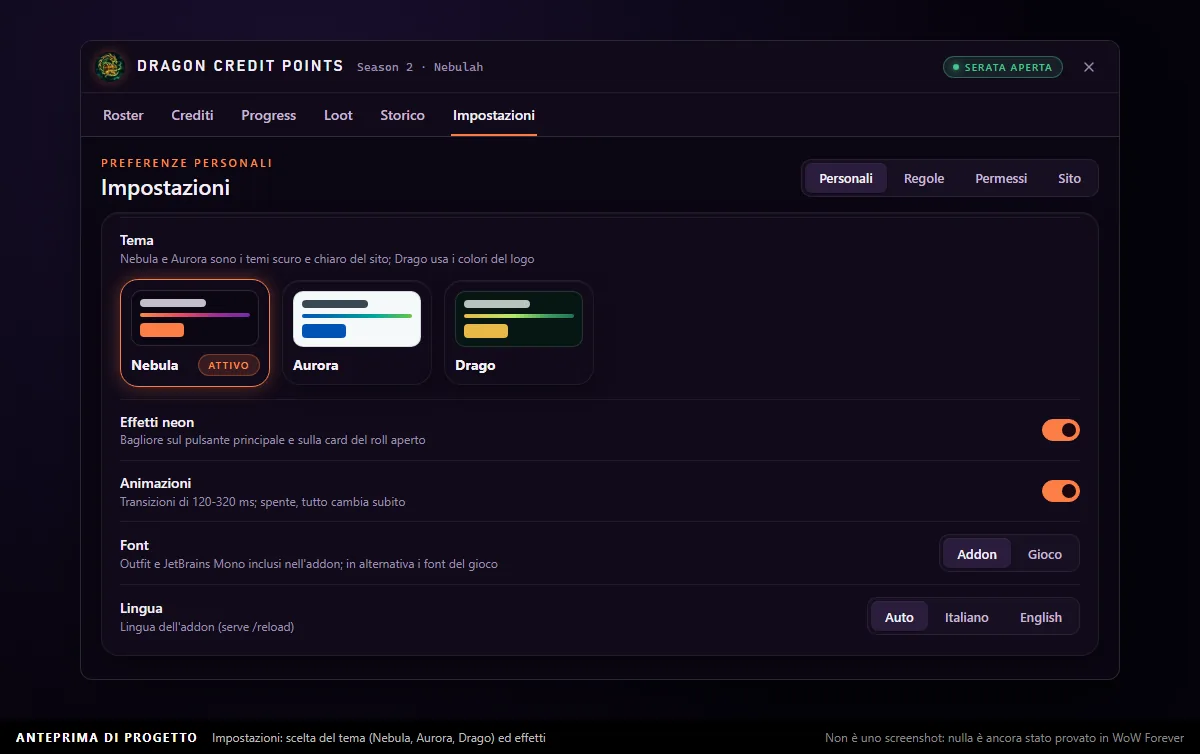 DRAGON CREDIT POINTS Season 2 · Nebulah SERATA APERTA
Roster Crediti Progress Loot Storico Impostazioni
PREFERENZE PERSONALI
Impostazioni
Personali Regole Permessi Sito
Tema
Nebula e Aurora sono i temi scuro e chiaro del sito; Drago usa i colori del logo
Nebula ATTIVO Aurora Drago
Effetti neon
Bagliore sul pulsante principale e sulla card del roll aperto
Animazioni
Transizioni di 120-320 ms; spente, tutto cambia subito
Font
Outfit e JetBrains Mono inclusi nell'addon; in alternativa i font del gioco
Addon Gioco
Lingua
Lingua dell'addon (serve /reload)
Auto Italiano English
ANTEPRIMA DI PROGETTO Impostazioni: scelta del tema (Nebula, Aurora, Drago) ed effetti Non è uno screenshot: nulla è ancora stato provato in WoW Forever